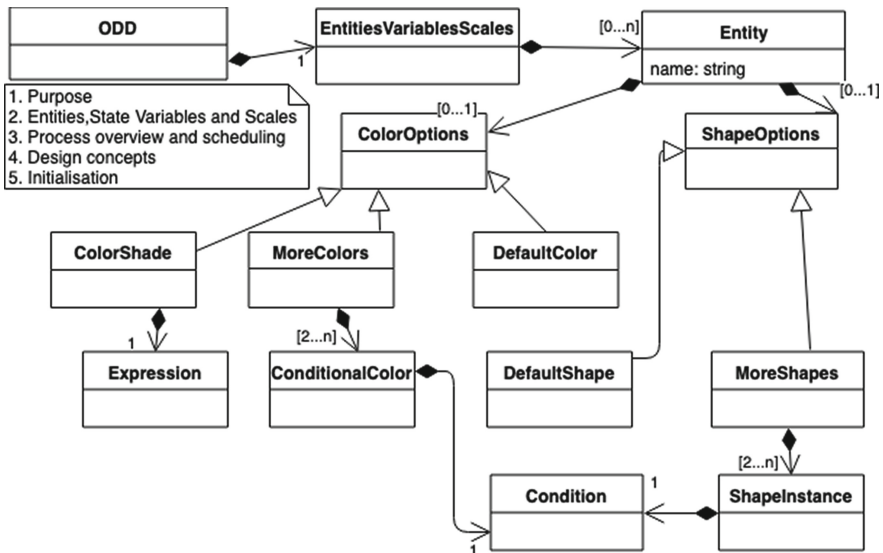 ODD
EntitiesVariablesScales
[0...n]
Entity
1
name: string
1. Purpose
2. Entities,State Variables and Scales
3. Process overview and scheduling
4. Design concepts
5. Initialisation
[0...1]
[0...1]
ColorOptions
ShapeOptions
ColorShade
MoreColors
DefaultColor
1
[2...n]
Expression
ConditionalColor
DefaultShape
MoreShapes
[2...n]
1
Condition
ShapeInstance
1